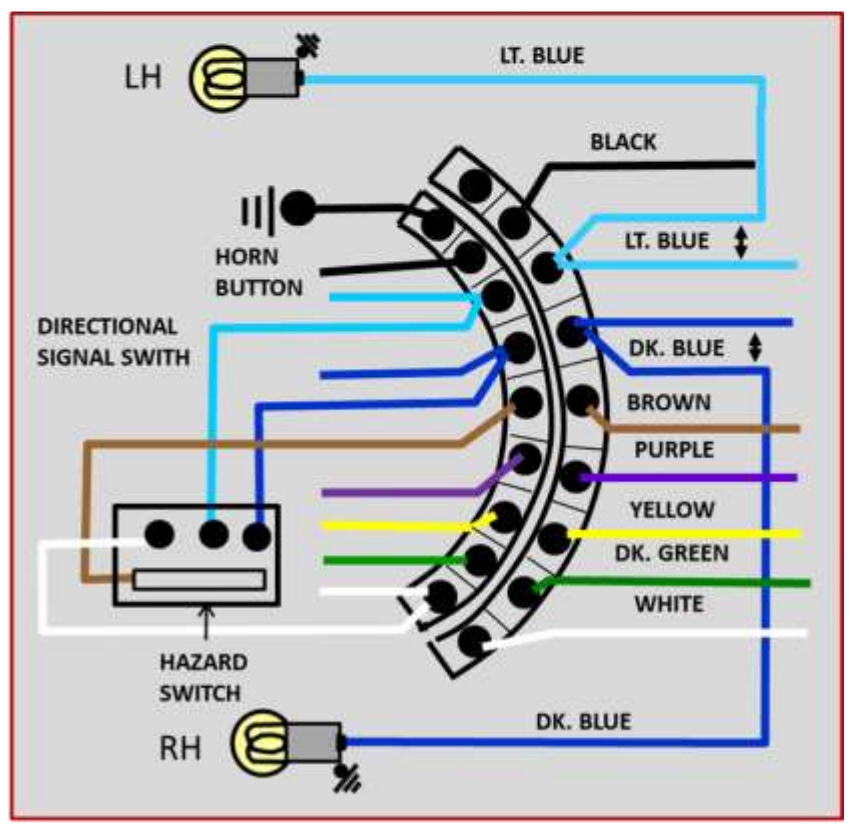 LT. BLUE
LH
BLACK
LT. BLUE
HORN
BUTTON
DIRECTIONAL
SIGNAL SWITH
DK. BLUE
BROWN
PURPLE
YELLOW
DK. GREEN
WHITE
HAZARD
SWITCH
DK. BLUE
RH